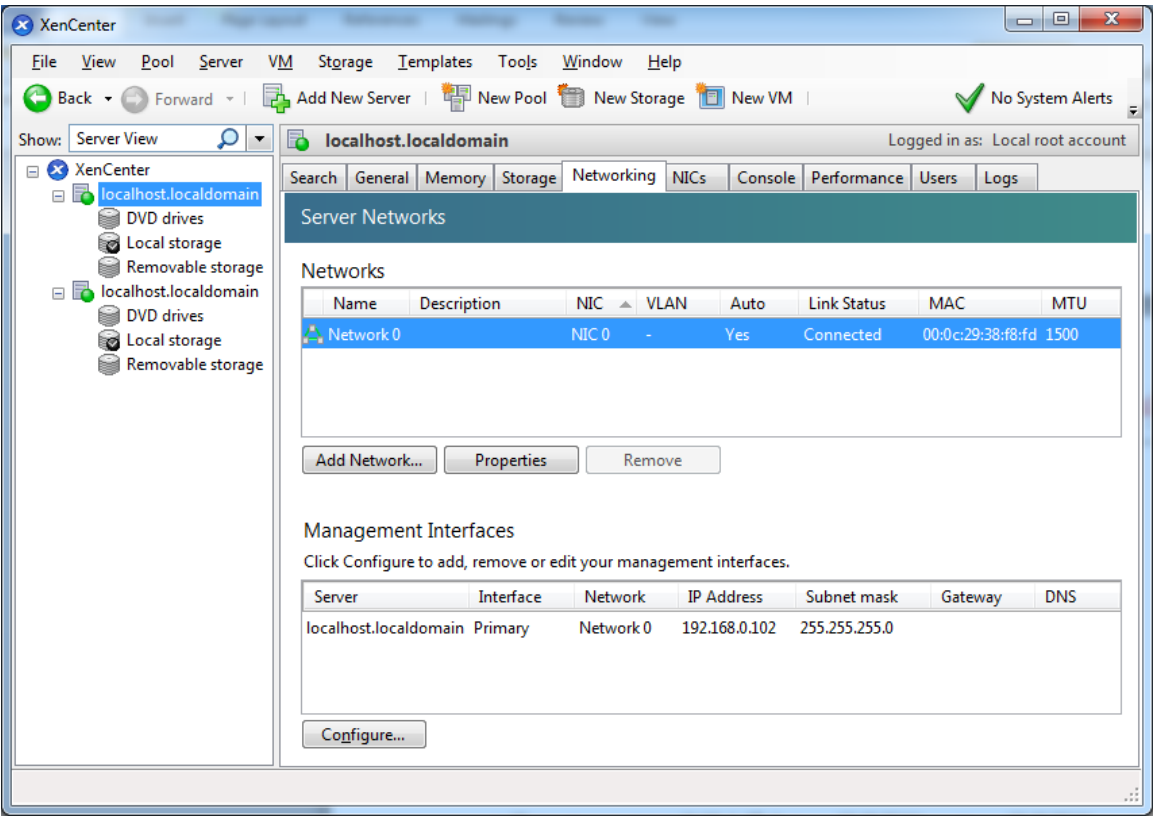 XenCenter
File View Pool Server VM Storage Templates Tools Window Help
Back Forward Add New Server New Pool New Storage New VM No System Alerts
Show: Server View
localhost.localdomain Logged in as: Local root account
XenCenter
localhost.localdomain
DVD drives
Local storage
Removable storage
localhost.localdomain
DVD drives
Local storage
Removable storage
Search General Memory Storage Networking NICs Console Performance Users Logs
Server Networks
Networks
Name Description NIC VLAN Auto Link Status MAC MTU
Network 0 NIC 0 - Yes Connected 00:0c:29:38:f8:fd 1500
Add Network... Properties Remove
Management Interfaces
Click Configure to add, remove or edit your management interfaces.
Server Interface Network IP Address Subnet mask Gateway DNS
localhost.localdomain Primary Network 0 192.168.0.102 255.255.255.0
Configure...